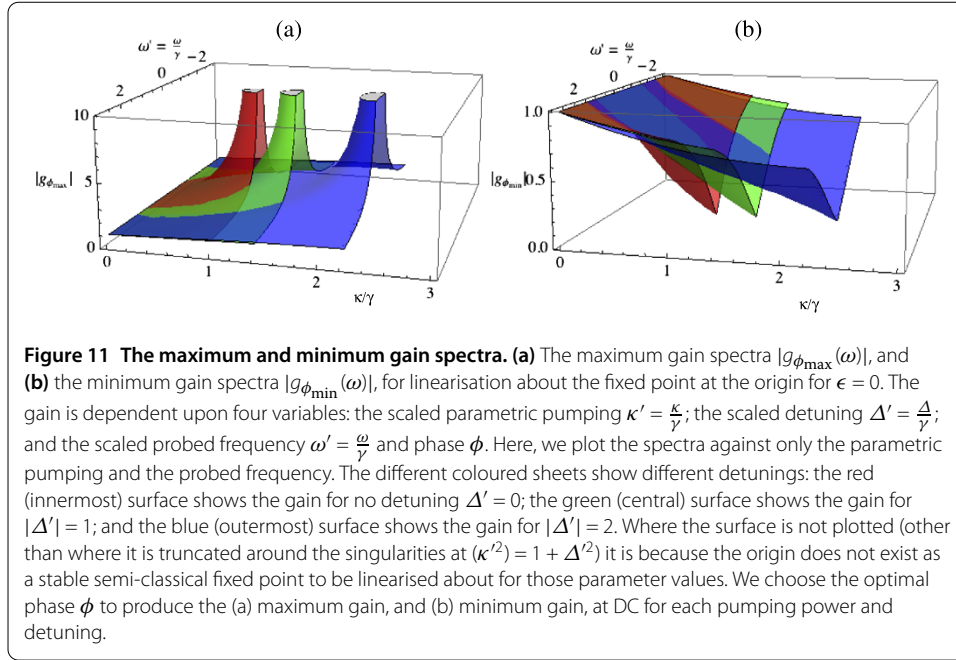 (a)
(b)
ω' = ω/γ
-2
0
2
10
|g_ϕmax|
5
0
0
1
2
3
κ/γ
ω' = ω/γ
-2
0
2
1.0
|g_ϕmin|
0.5
0.0
0
1
2
3
κ/γ
Figure 11 The maximum and minimum gain spectra. (a) The maximum gain spectra |g_ϕmax(ω)|, and
(b) the minimum gain spectra |g_ϕmin(ω)|, for linearisation about the fixed point at the origin for ϵ = 0. The
gain is dependent upon four variables: the scaled parametric pumping κ' = κ/γ; the scaled detuning Δ' = Δ/γ;
and the scaled probed frequency ω' = ω/γ and phase ϕ. Here, we plot the spectra against only the parametric
pumping and the probed frequency. The different coloured sheets show different detunings: the red
(innermost) surface shows the gain for no detuning Δ' = 0; the green (central) surface shows the gain for
|Δ'| = 1; and the blue (outermost) surface shows the gain for |Δ'| = 2. Where the surface is not plotted (other
than where it is truncated around the singularities at (κ'²) = 1 + Δ'²) it is because the origin does not exist as
a stable semi-classical fixed point to be linearised about for those parameter values. We choose the optimal
phase ϕ to produce the (a) maximum gain, and (b) minimum gain, at DC for each pumping power and
detuning.